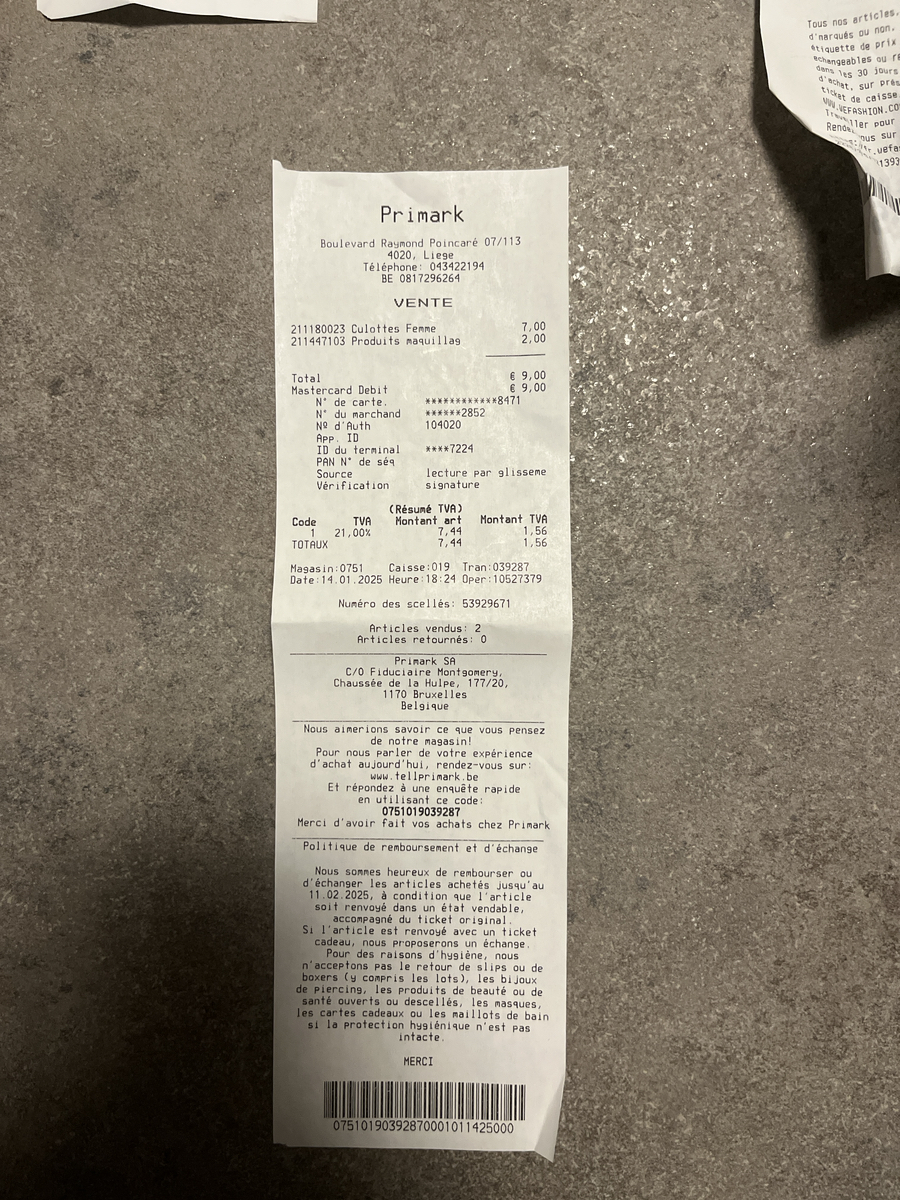 Primark
Boulevard Raymond Poincaré 07/113
4020, Liege
Téléphone: 043422194
BE 0817296264
VENTE
211180023 Culottes Femme 7,00
211447103 Produits maquillag 2,00
Total € 9,00
Mastercard Debit € 9,00
N° de carte. ************8471
N° du marchand ******2852
Nº d'Auth 104020
App. ID
ID du terminal ****7224
PAN N° de séq
Source lecture par glisseme
Vérification signature
(Résumé TVA)
Code TVA Montant art Montant TVA
1 21,00% 7,44 1,56
TOTAUX 7,44 1,56
Magasin:0751 Caisse:019 Tran:039287
Date:14.01.2025 Heure:18:24 Oper:10527379
Numéro des scellés: 53929671
Articles vendus: 2
Articles retournés: 0
Primark SA
C/O Fiduciaire Montgomery,
Chaussée de la Hulpe, 177/20,
1170 Bruxelles
Belgique
Nous aimerions savoir ce que vous pensez
de notre magasin!
Pour nous parler de votre expérience
d'achat aujourd'hui, rendez-vous sur:
www.tellprimark.be
Et répondez à une enquête rapide
en utilisant ce code:
0751019039287
Merci d'avoir fait vos achats chez Primark
Politique de remboursement et d'échange
Nous sommes heureux de rembourser ou
d'échanger les articles achetés jusqu'au
11.02.2025, à condition que l'article
soit renvoyé dans un état vendable,
accompagné du ticket original.
Si l'article est renvoyé avec un ticket
cadeau, nous proposerons un échange.
Pour des raisons d'hygiène, nous
n'acceptons pas le retour de slips ou de
boxers (y compris les lots), les bijoux
de piercing, les produits de beauté ou de
santé ouverts ou descellés, les masques,
les cartes cadeaux ou les maillots de bain
si la protection hygiénique n'est pas
intacte.
MERCI
07510190392870001011425000
Tous nos articles,
d'marqués ou non,
étiquette de prix
echangeables ou
dans les 30 jours
d'achat, sur
ticket de caisse.
WWW.WEFASHION.CO
pour
sur